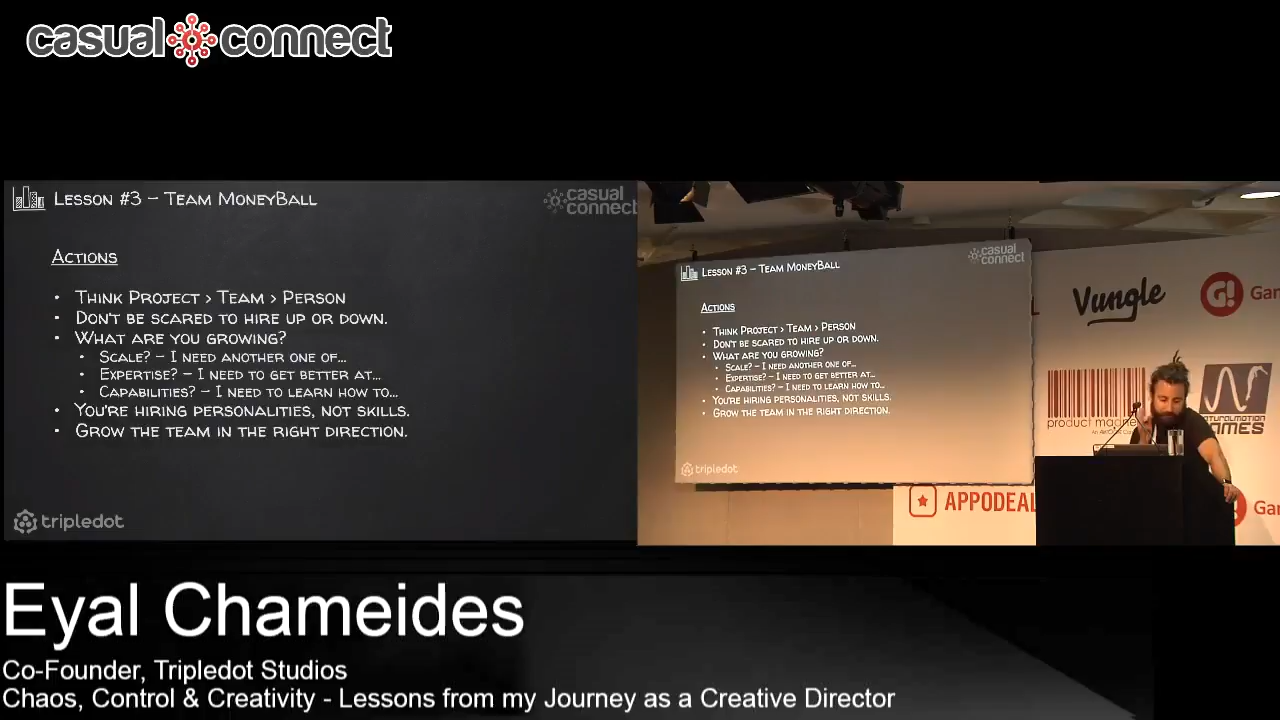 casual connect
Lesson #3 – Team MoneyBall
casual
connect
Actions
• Think Project > Team > Person
• Don't be scared to hire up or down.
• What are you growing?
• Scale? – I need another one of...
• Expertise? – I need to get better at...
• Capabilities? – I need to learn how to...
• You're hiring personalities, not skills.
• Grow the team in the right direction.
tripledot
Lesson #3 – Team MoneyBall
casual
connect
Actions
• Think Project > Team > Person
• Don't be scared to hire up or down.
• What are you growing?
• Scale? – I need another one of...
• Expertise? – I need to get better at...
• Capabilities? – I need to learn how to...
• You're hiring personalities, not skills.
• Grow the team in the right direction.
tripledot
Vungle
G! Gam
product
APPODEAL
Gam
Eyal Chameides
Co-Founder, Tripledot Studios
Chaos, Control & Creativity - Lessons from my Journey as a Creative Director